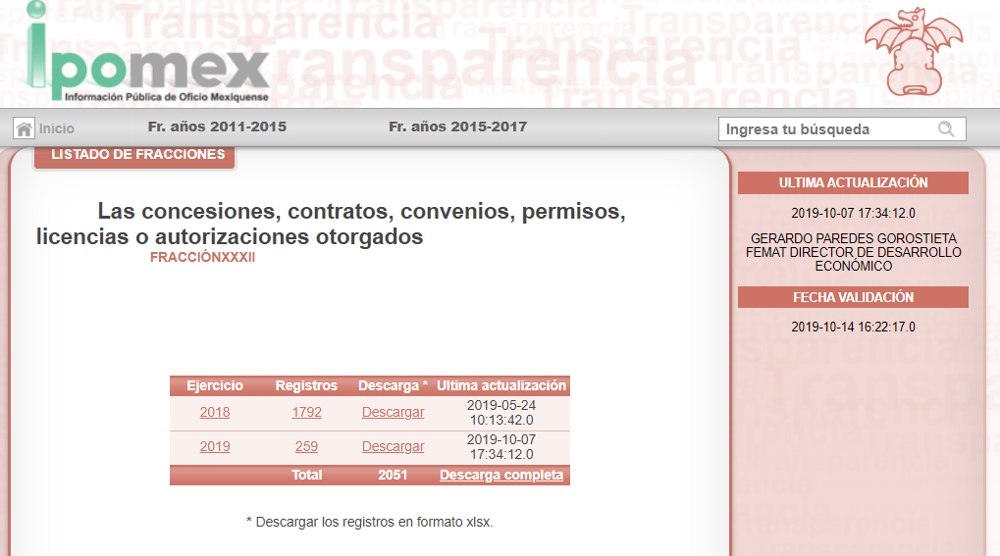 ipomex
Información Pública de Oficio Mexiquense
Transparencia
Inicio
Fr. años 2011-2015
Fr. años 2015-2017
Ingresa tu búsqueda
LISTADO DE FRACCIONES
Las concesiones, contratos, convenios, permisos,
licencias o autorizaciones otorgados
FRACCIÓNXXXII
Ejercicio Registros Descarga * Ultima actualización
2018 1792 Descargar 2019-05-24
10:13:42.0
2019 259 Descargar 2019-10-07
17:34:12.0
Total 2051 Descarga completa
* Descargar los registros en formato xlsx.
ULTIMA ACTUALIZACIÓN
2019-10-07 17:34:12.0
GERARDO PAREDES GOROSTIETA
FEMAT DIRECTOR DE DESARROLLO
ECONÓMICO
FECHA VALIDACIÓN
2019-10-14 16:22:17.0